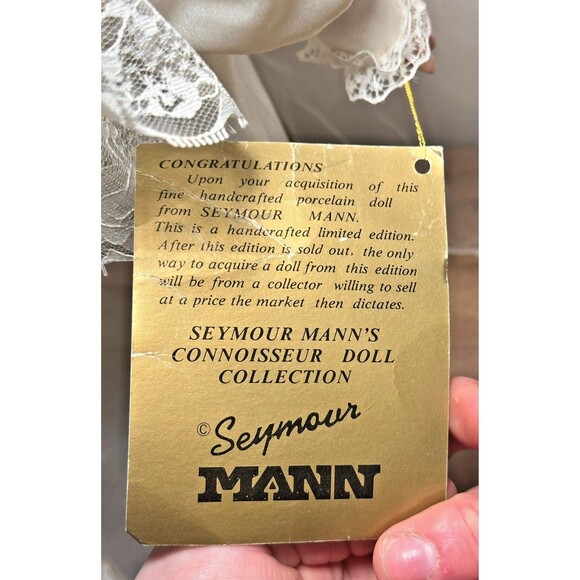 CONGRATULATIONS
Upon your acquisition of this
fine handcrafted porcelain doll
from SEYMOUR MANN.
This is a handcrafted limited edition.
After this edition is sold out, the only
way to acquire a doll from this edition
will be from a collector willing to sell
at a price the market then dictates.
SEYMOUR MANN'S
CONNOISSEUR DOLL
COLLECTION
© Seymour
MANN